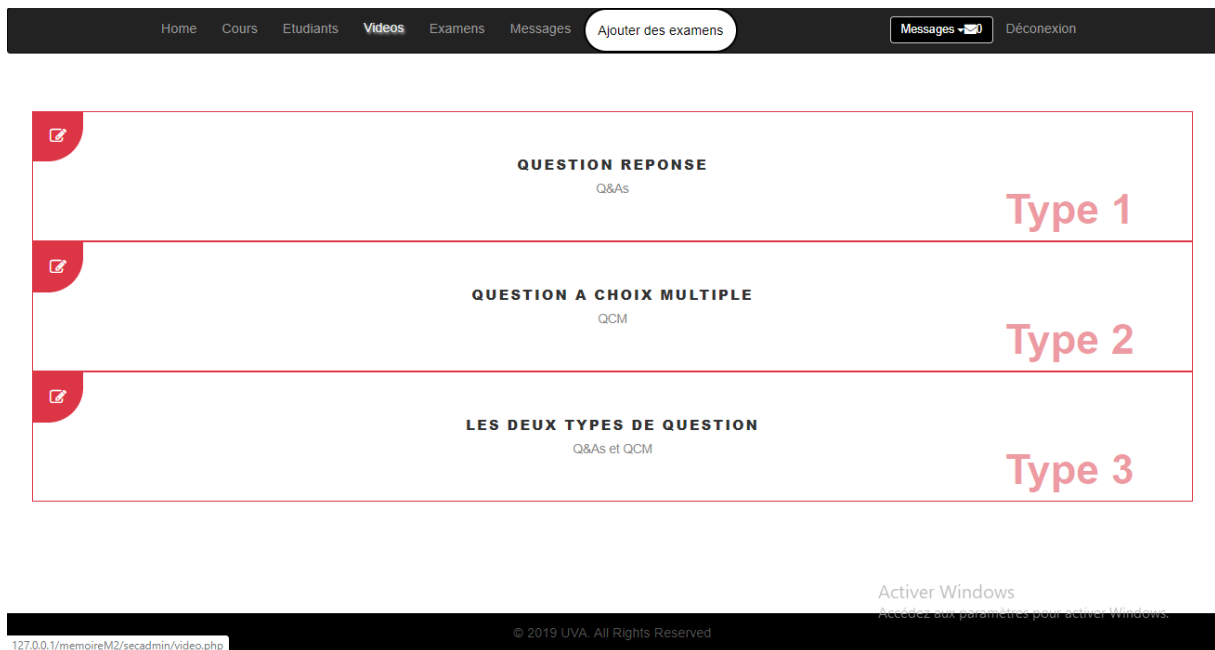 Home Cours Etudiants Videos Examens Messages Ajouter des examens Messages 0 Déconexion
QUESTION REPONSE
Q&As
Type 1
QUESTION A CHOIX MULTIPLE
QCM
Type 2
LES DEUX TYPES DE QUESTION
Q&As et QCM
Type 3
Activer Windows
Accédez aux paramètres pour activer Windows.
© 2019 UVA. All Rights Reserved
127.0.0.1/memoireM2/secadmin/video.php